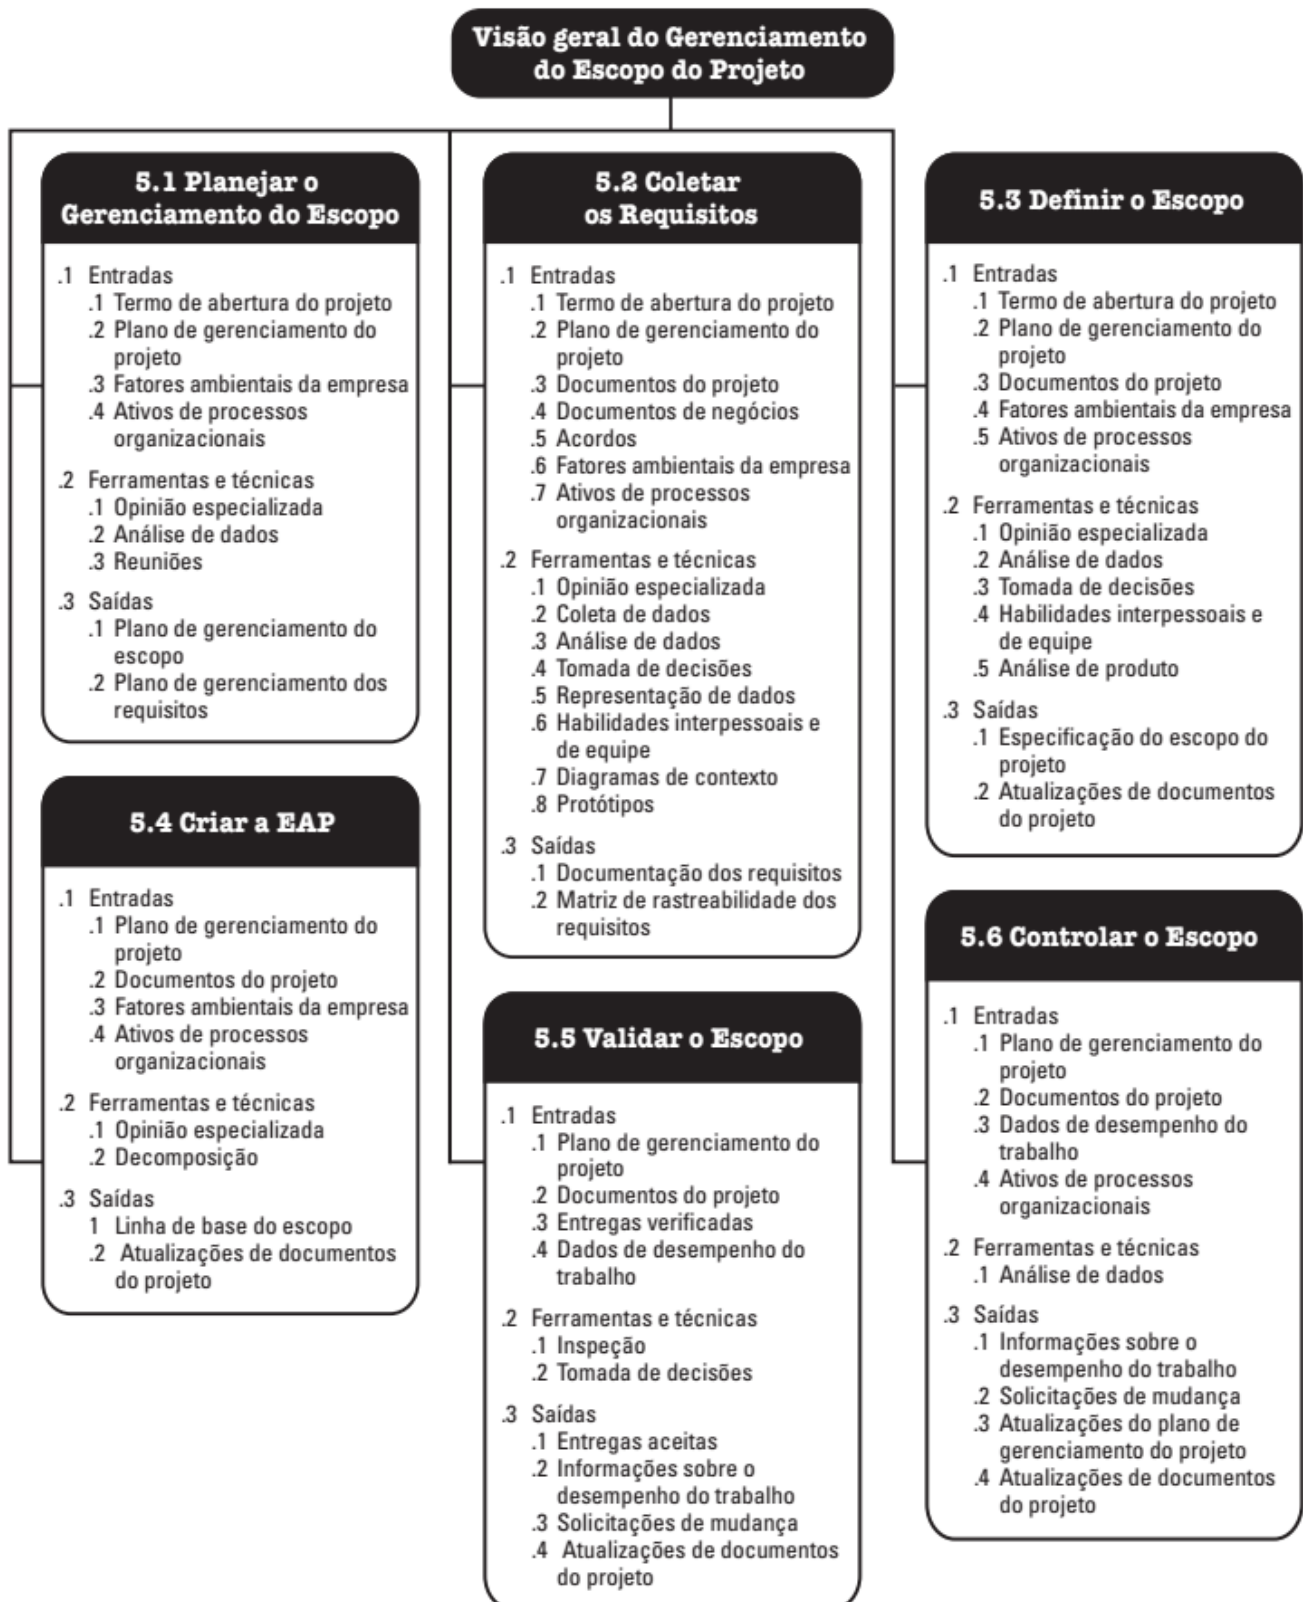 Visão geral do Gerenciamento
do Escopo do Projeto
5.1 Planejar o
Gerenciamento do Escopo
.1 Entradas
.1 Termo de abertura do projeto
.2 Plano de gerenciamento do
projeto
.3 Fatores ambientais da empresa
.4 Ativos de processos
organizacionais
.2 Ferramentas e técnicas
.1 Opinião especializada
.2 Análise de dados
.3 Reuniões
.3 Saídas
.1 Plano de gerenciamento do
escopo
.2 Plano de gerenciamento dos
requisitos
5.2 Coletar
os Requisitos
.1 Entradas
.1 Termo de abertura do projeto
.2 Plano de gerenciamento do
projeto
.3 Documentos do projeto
.4 Documentos de negócios
.5 Acordos
.6 Fatores ambientais da empresa
.7 Ativos de processos
organizacionais
.2 Ferramentas e técnicas
.1 Opinião especializada
.2 Coleta de dados
.3 Análise de dados
.4 Tomada de decisões
.5 Representação de dados
.6 Habilidades interpessoais e
de equipe
.7 Diagramas de contexto
.8 Protótipos
.3 Saídas
.1 Documentação dos requisitos
.2 Matriz de rastreabilidade dos
requisitos
5.3 Definir o Escopo
.1 Entradas
.1 Termo de abertura do projeto
.2 Plano de gerenciamento do
projeto
.3 Documentos do projeto
.4 Fatores ambientais da empresa
.5 Ativos de processos
organizacionais
.2 Ferramentas e técnicas
.1 Opinião especializada
.2 Análise de dados
.3 Tomada de decisões
.4 Habilidades interpessoais e
de equipe
.5 Análise de produto
.3 Saídas
.1 Especificação do escopo do
projeto
.2 Atualizações de documentos
do projeto
5.4 Criar a EAP
.1 Entradas
.1 Plano de gerenciamento do
projeto
.2 Documentos do projeto
.3 Fatores ambientais da empresa
.4 Ativos de processos
organizacionais
.2 Ferramentas e técnicas
.1 Opinião especializada
.2 Decomposição
.3 Saídas
1 Linha de base do escopo
.2 Atualizações de documentos
do projeto
5.5 Validar o Escopo
.1 Entradas
.1 Plano de gerenciamento do
projeto
.2 Documentos do projeto
.3 Entregas verificadas
.4 Dados de desempenho do
trabalho
.2 Ferramentas e técnicas
.1 Inspeção
.2 Tomada de decisões
.3 Saídas
.1 Entregas aceitas
.2 Informações sobre o
desempenho do trabalho
.3 Solicitações de mudança
.4 Atualizações de documentos
do projeto
5.6 Controlar o Escopo
.1 Entradas
.1 Plano de gerenciamento do
projeto
.2 Documentos do projeto
.3 Dados de desempenho do
trabalho
.4 Ativos de processos
organizacionais
.2 Ferramentas e técnicas
.1 Análise de dados
.3 Saídas
.1 Informações sobre o
desempenho do trabalho
.2 Solicitações de mudança
.3 Atualizações do plano de
gerenciamento do projeto
.4 Atualizações de documentos
do projeto